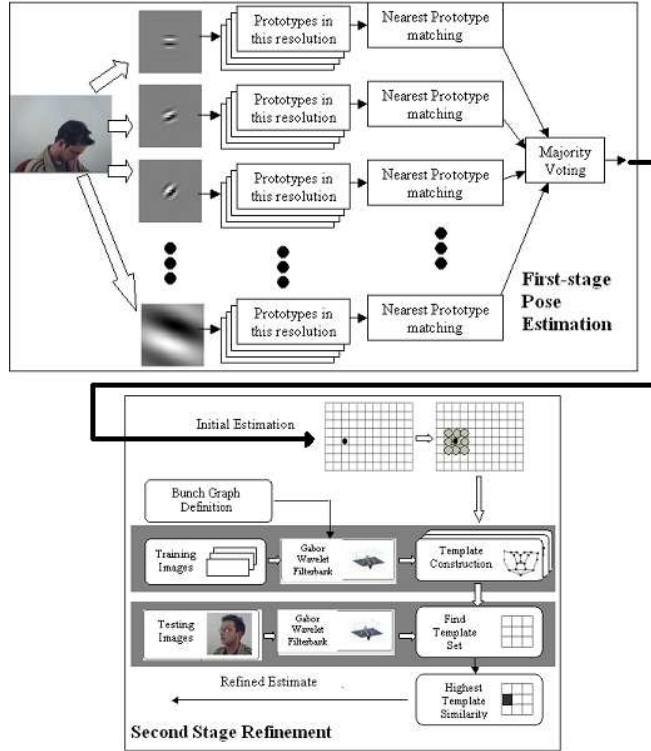 Prototypes in
this resolution
Nearest Prototype
matching
Prototypes in
this resolution
Nearest Prototype
matching
Majority
Voting
Prototypes in
this resolution
Nearest Prototype
matching
Prototypes in
this resolution
Nearest Prototype
matching
First-stage
Pose
Estimation
Initial Estimation
Bunch Graph
Definition
Training
Images
Gabor
Wavelet
Filterbank
Template
Construction
Testing
Images
Gabor
Wavelet
Filterbank
Find
Template
Set
Refined Estimate
Highest
Template
Similarity
Second Stage Refinement